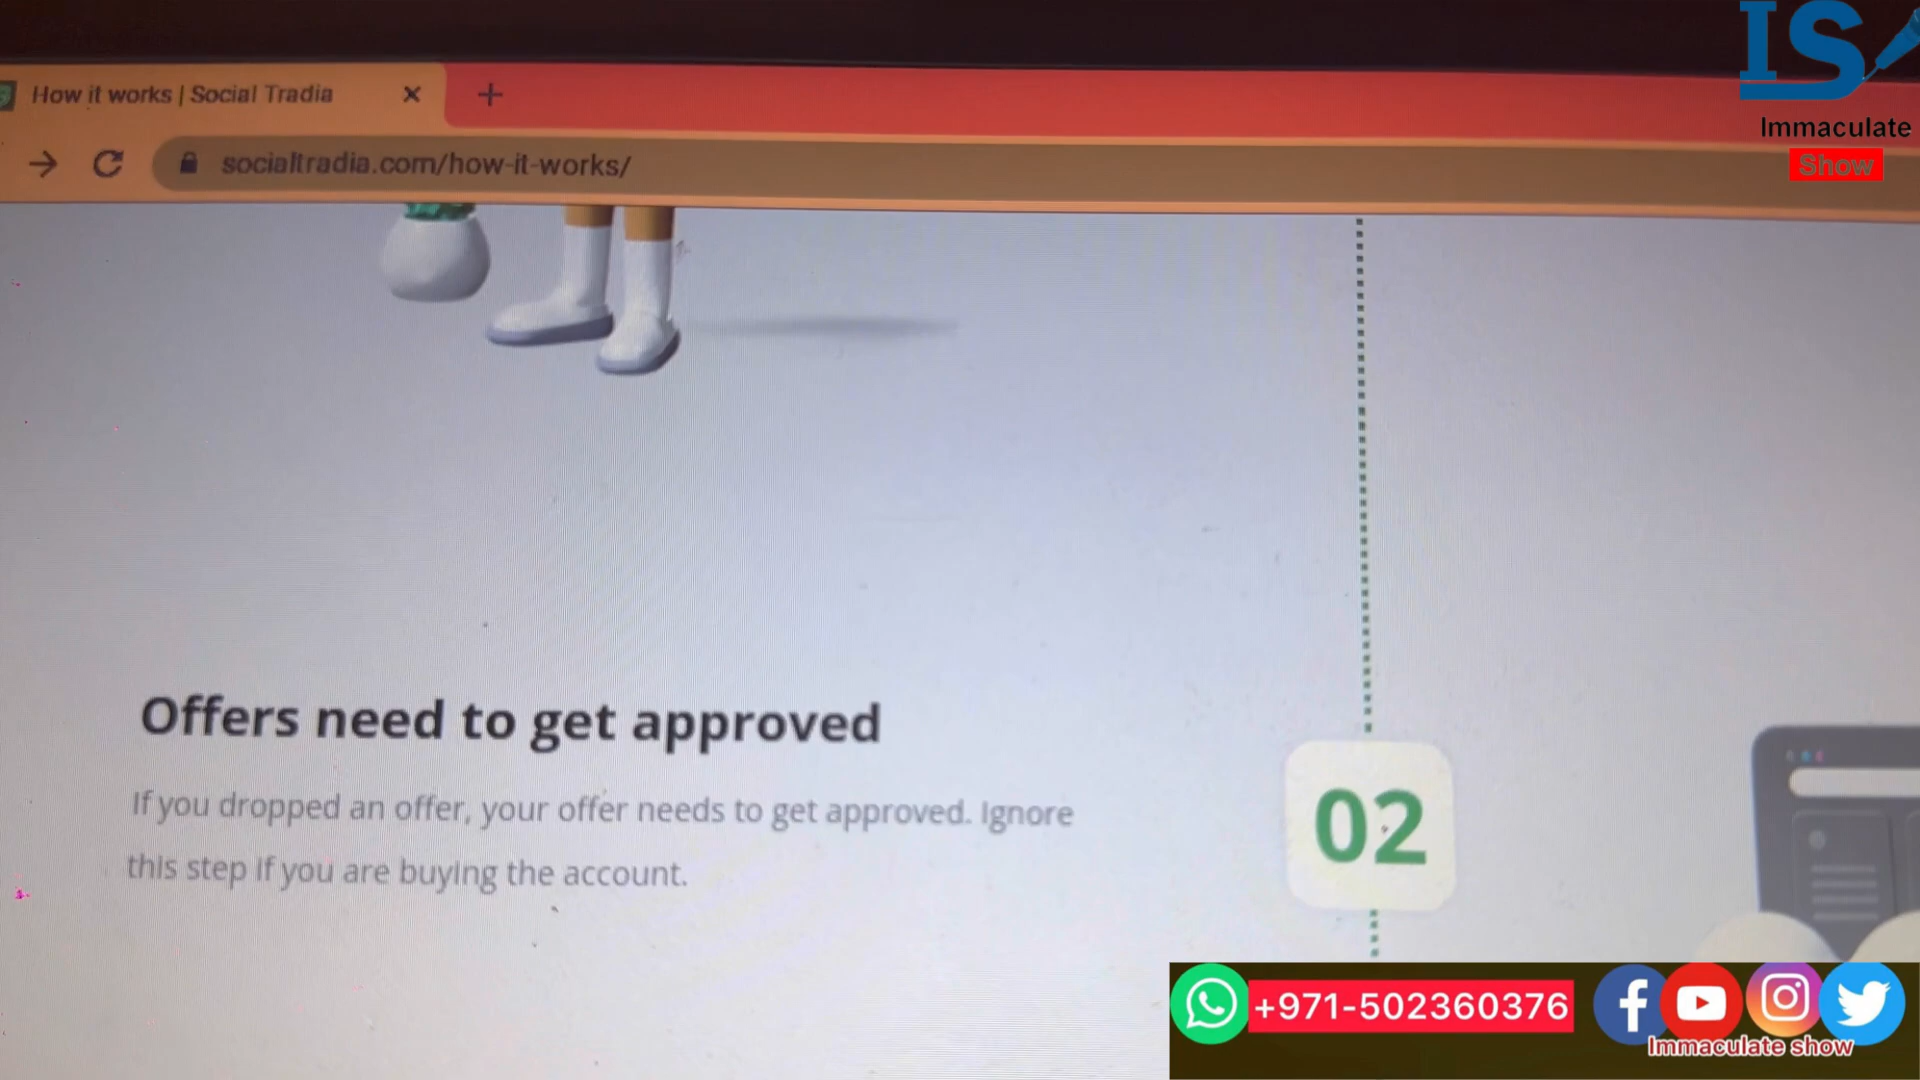 IS
Immaculate
Show
How it works | Social Tradia
socialtradia.com/how-it-works/
Offers need to get approved
If you dropped an offer, your offer needs to get approved. Ignore
this step if you are buying the account.
02
+971-502360376
Immaculate show